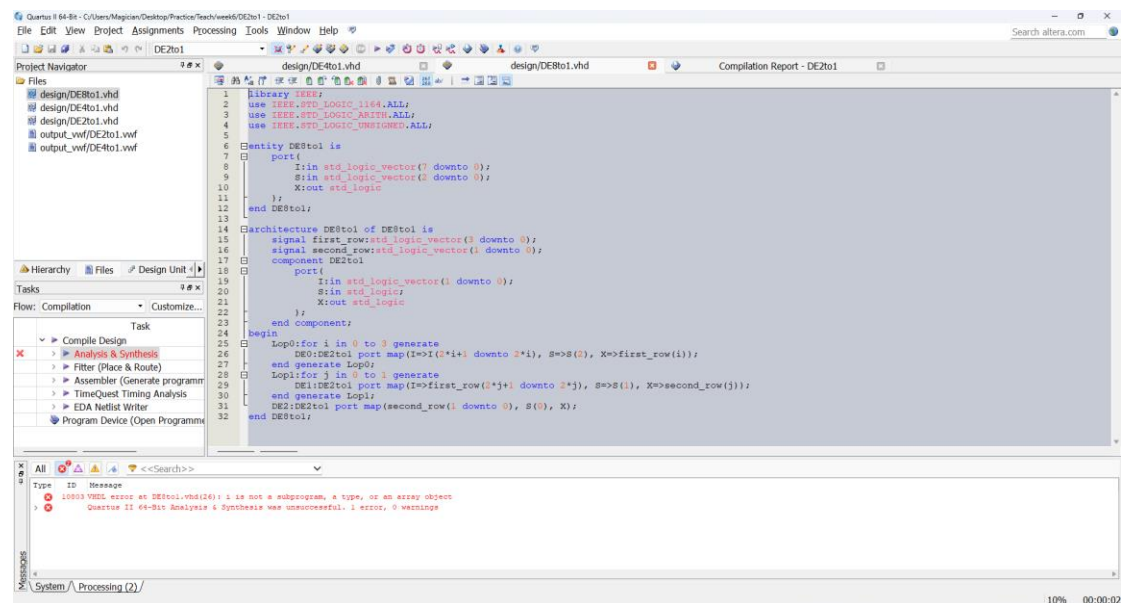 Quartus II 64-Bit - C:/Users/Magician/Desktop/Practice/Teach/week6/DE2to1 - DE2to1
File Edit View Project Assignments Processing Tools Window Help
Search altera.com
DE2to1
Project Navigator
Files
design/DE8to1.vhd
design/DE4to1.vhd
design/DE2to1.vhd
output_vwf/DE2to1.vwf
output_vwf/DE4to1.vwf
Hierarchy Files Design Unit
Tasks
Flow: Compilation Customize...
Task
Compile Design
Analysis & Synthesis
Fitter (Place & Route)
Assembler (Generate programm
TimeQuest Timing Analysis
EDA Netlist Writer
Program Device (Open Programme
design/DE4to1.vhd design/DE8to1.vhd Compilation Report - DE2to1
1 library IEEE;
2 use IEEE.STD_LOGIC_1164.ALL;
3 use IEEE.STD_LOGIC_ARITH.ALL;
4 use IEEE.STD_LOGIC_UNSIGNED.ALL;
5
6 entity DE8to1 is
7 port(
8 I:in std_logic_vector(7 downto 0);
9 S:in std_logic_vector(2 downto 0);
10 X:out std_logic
11 );
12 end DE8to1;
13
14 architecture DE8to1 of DE8to1 is
15 signal first_row:std_logic_vector(3 downto 0);
16 signal second_row:std_logic_vector(1 downto 0);
17 component DE2to1
18 port(
19 I:in std_logic_vector(1 downto 0);
20 S:in std_logic;
21 X:out std_logic
22 );
23 end component;
24 begin
25 Lop0:for i in 0 to 3 generate
26 DE0:DE2to1 port map(I=>I(2*i+1 downto 2*i), S=>S(2), X=>first_row(i));
27 end generate Lop0;
28 Lop1:for j in 0 to 1 generate
29 DE1:DE2to1 port map(I=>first_row(2*j+1 downto 2*j), S=>S(1), X=>second_row(j));
30 end generate Lop1;
31 DE2:DE2to1 port map(second_row(1 downto 0), S(0), X);
32 end DE8to1;
All <<Search>>
Type ID Message
10803 VHDL error at DE8to1.vhd(26): i is not a subprogram, a type, or an array object
Quartus II 64-Bit Analysis & Synthesis was unsuccessful. 1 error, 0 warnings
Messages
System Processing (2)
10% 00:00:02